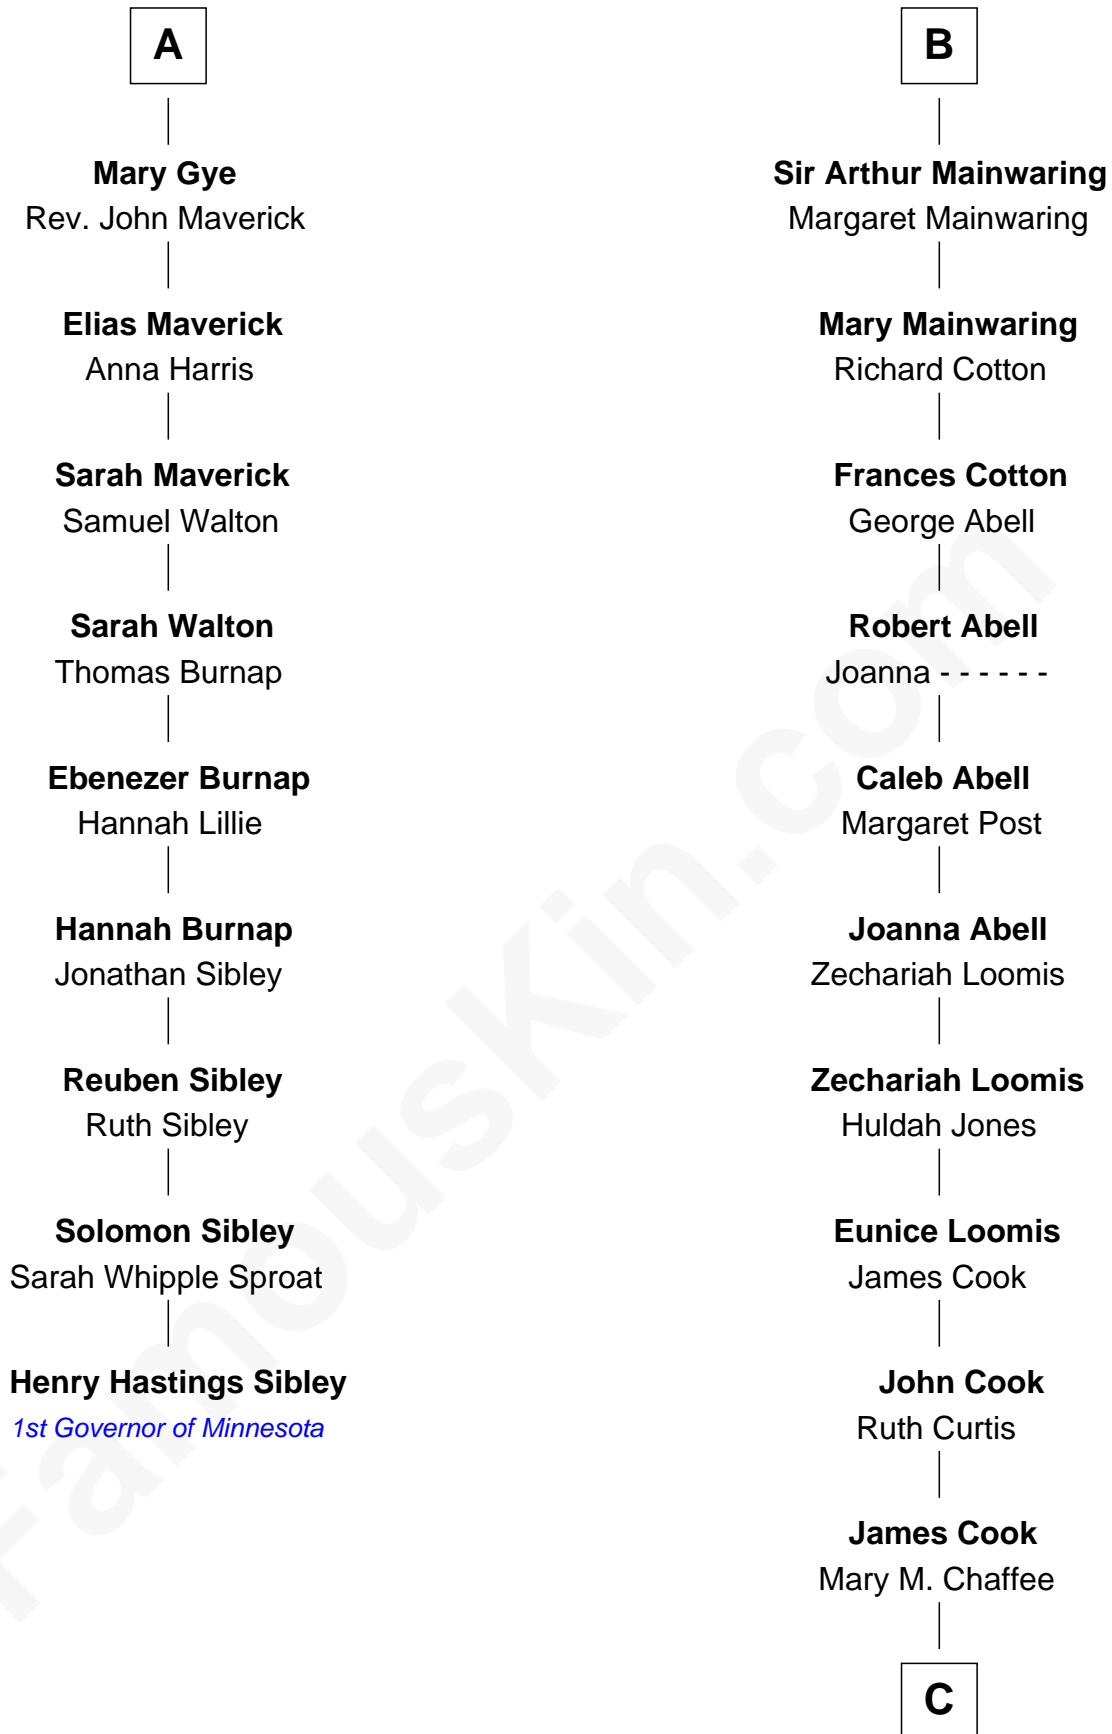 A
Mary Gye
Rev. John Maverick
Elias Maverick
Anna Harris
Sarah Maverick
Samuel Walton
Sarah Walton
Thomas Burnap
Ebenezer Burnap
Hannah Lillie
Hannah Burnap
Jonathan Sibley
Reuben Sibley
Ruth Sibley
Solomon Sibley
Sarah Whipple Sproat
Henry Hastings Sibley
1st Governor of Minnesota
B
Sir Arthur Mainwaring
Margaret Mainwaring
Mary Mainwaring
Richard Cotton
Frances Cotton
George Abell
Robert Abell
Joanna - - - - - -
Caleb Abell
Margaret Post
Joanna Abell
Zechariah Loomis
Zechariah Loomis
Huldah Jones
Eunice Loomis
James Cook
John Cook
Ruth Curtis
James Cook
Mary M. Chaffee
C
FamousKin.com